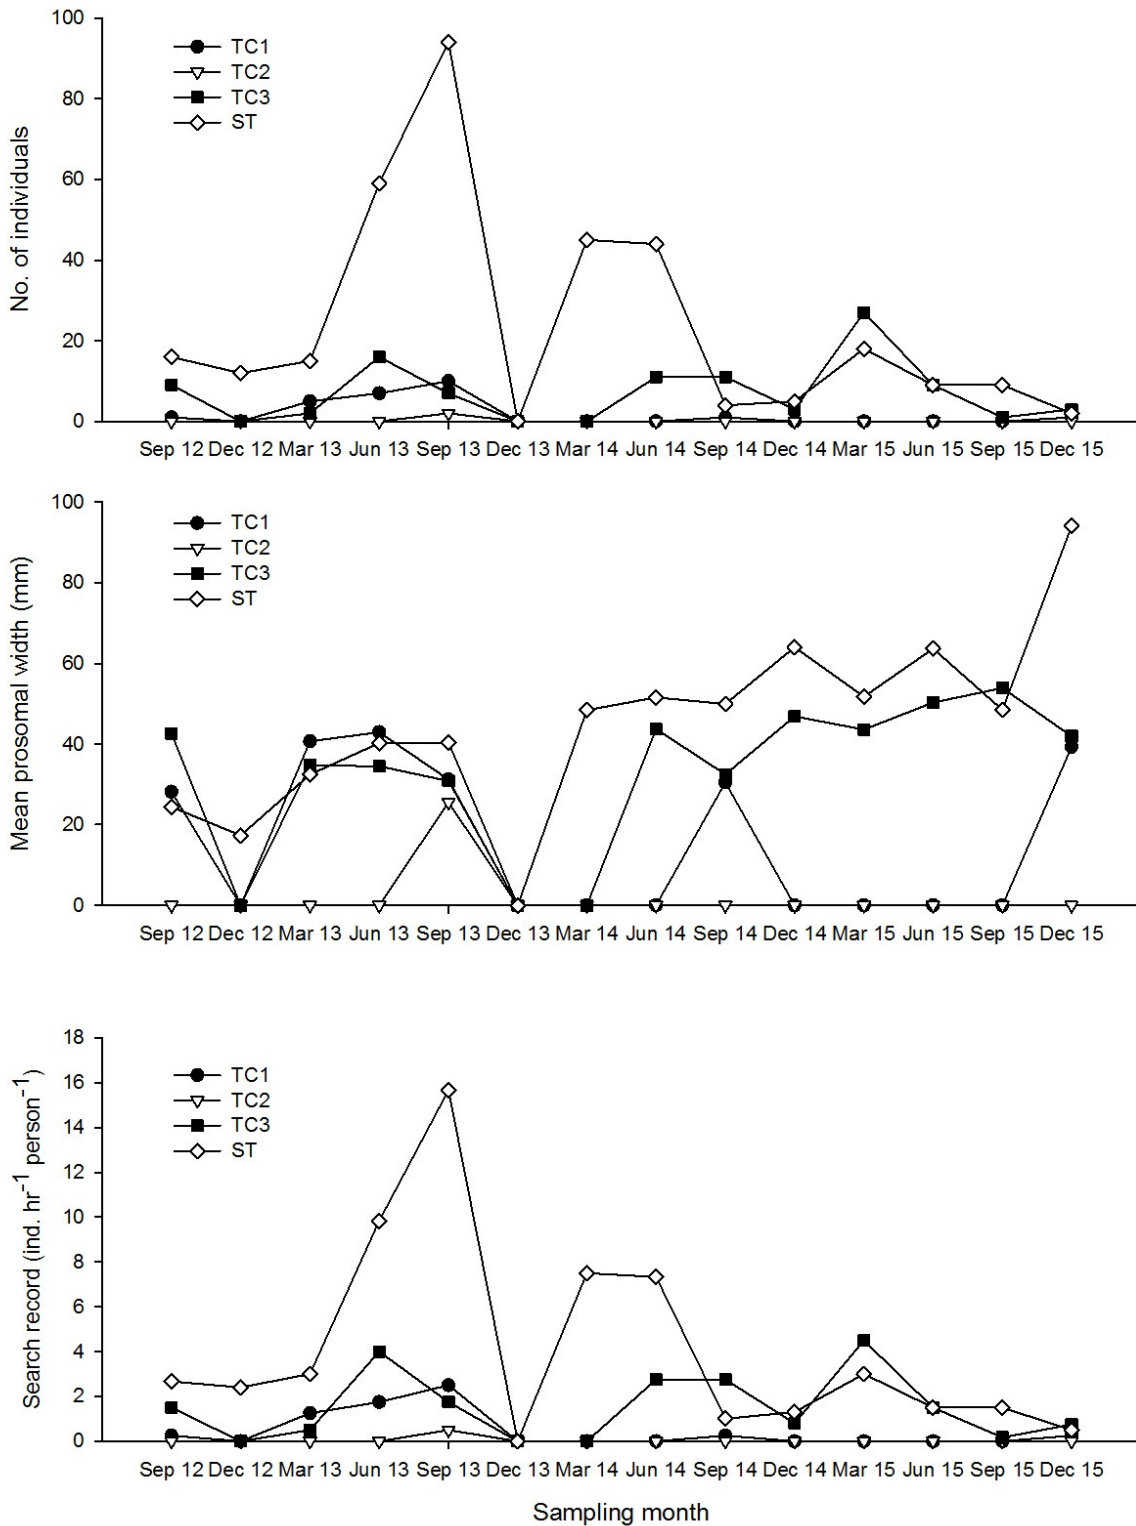 100
80
60
40
20
0
No. of individuals
TC1
TC2
TC3
ST
Sep 12 Dec 12 Mar 13 Jun 13 Sep 13 Dec 13 Mar 14 Jun 14 Sep 14 Dec 14 Mar 15 Jun 15 Sep 15 Dec 15
100
80
60
40
20
0
Mean prosomal width (mm)
TC1
TC2
TC3
ST
Sep 12 Dec 12 Mar 13 Jun 13 Sep 13 Dec 13 Mar 14 Jun 14 Sep 14 Dec 14 Mar 15 Jun 15 Sep 15 Dec 15
18
16
14
12
10
8
6
4
2
0
Search record (ind. hr⁻¹ person⁻¹)
TC1
TC2
TC3
ST
Sep 12 Dec 12 Mar 13 Jun 13 Sep 13 Dec 13 Mar 14 Jun 14 Sep 14 Dec 14 Mar 15 Jun 15 Sep 15 Dec 15
Sampling month